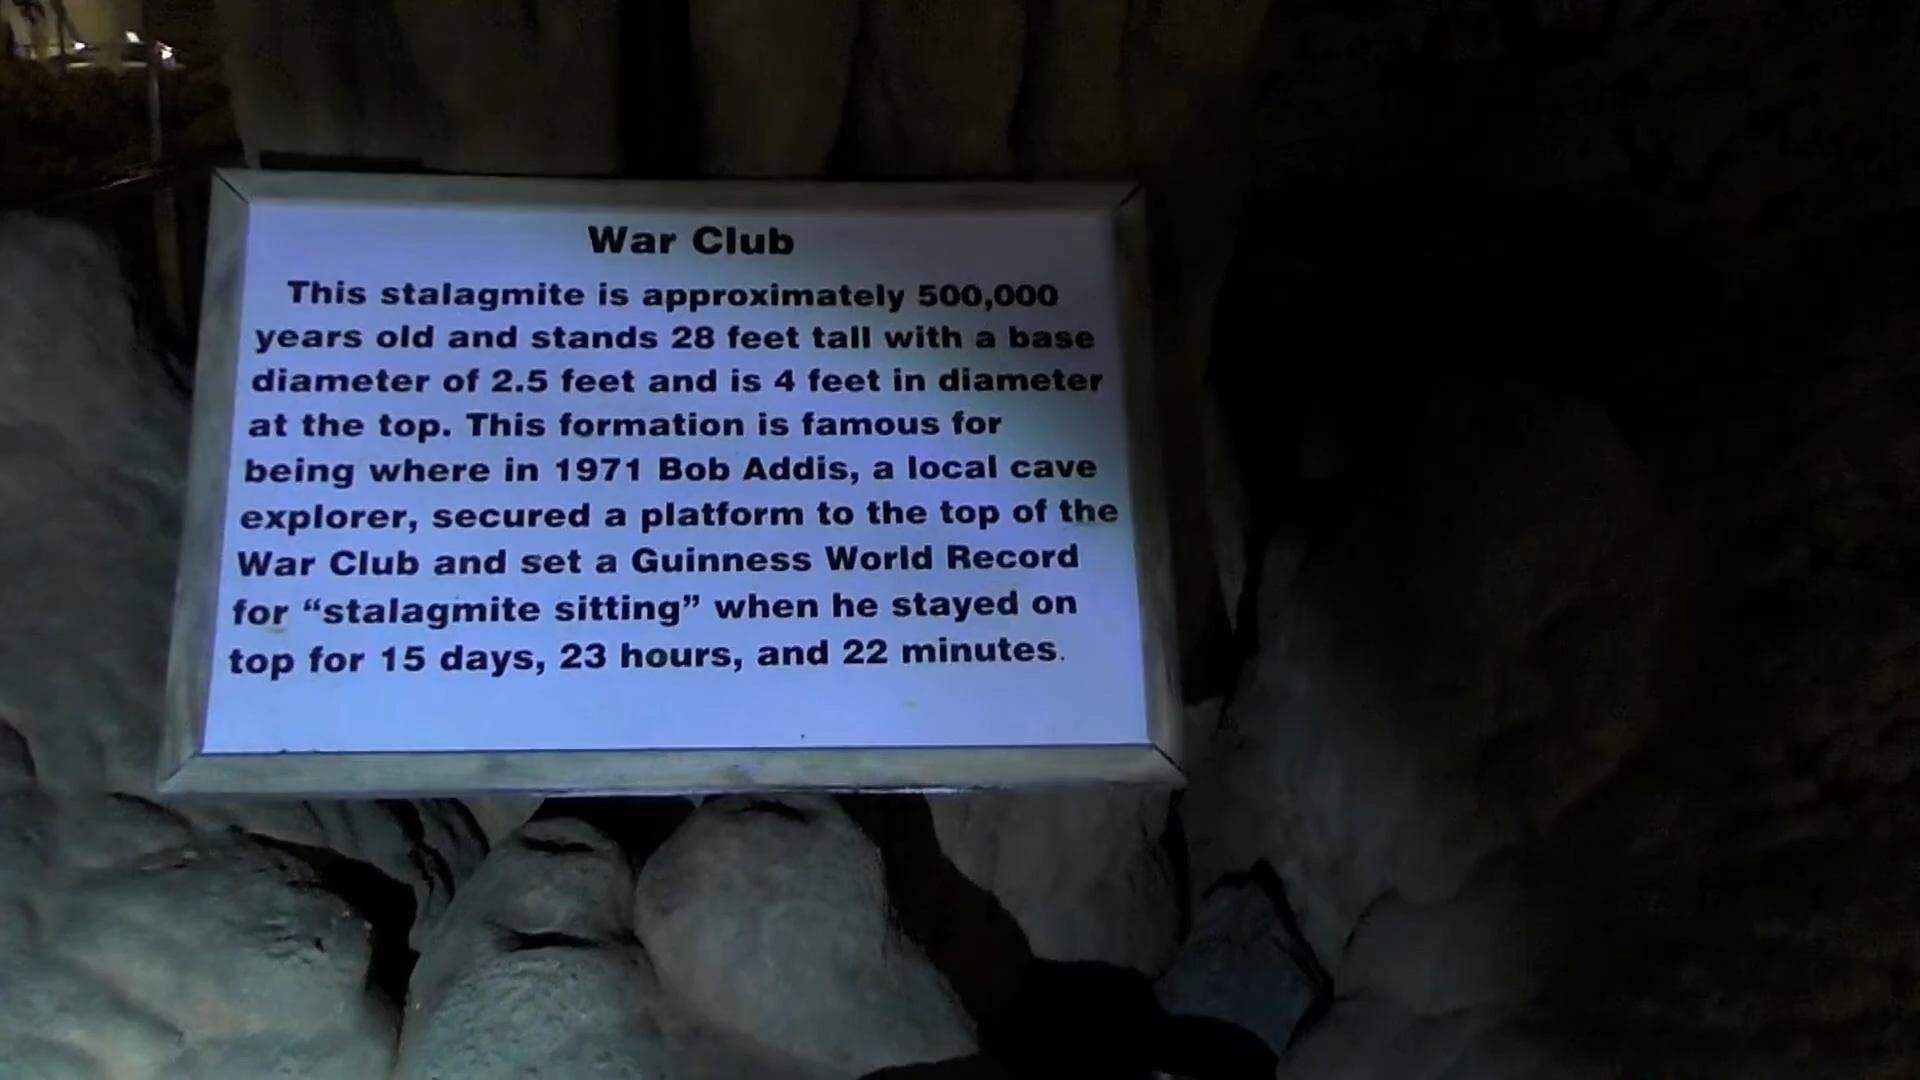 War Club
This stalagmite is approximately 500,000
years old and stands 28 feet tall with a base
diameter of 2.5 feet and is 4 feet in diameter
at the top. This formation is famous for
being where in 1971 Bob Addis, a local cave
explorer, secured a platform to the top of the
War Club and set a Guinness World Record
for “stalagmite sitting” when he stayed on
top for 15 days, 23 hours, and 22 minutes.